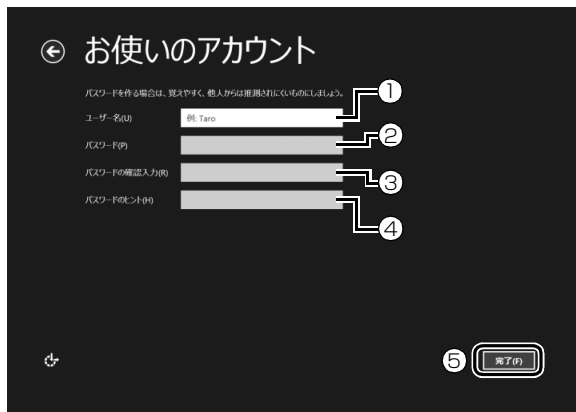 お使いのアカウント
パスワードを作る場合は、覚えやすく、他人からは推測されにくいものにしましょう。
ユーザー名(U) 例: Taro ①
パスワード(P) ②
パスワードの確認入力(R) ③
パスワードのヒント(H) ④
⑤ 完了(F)